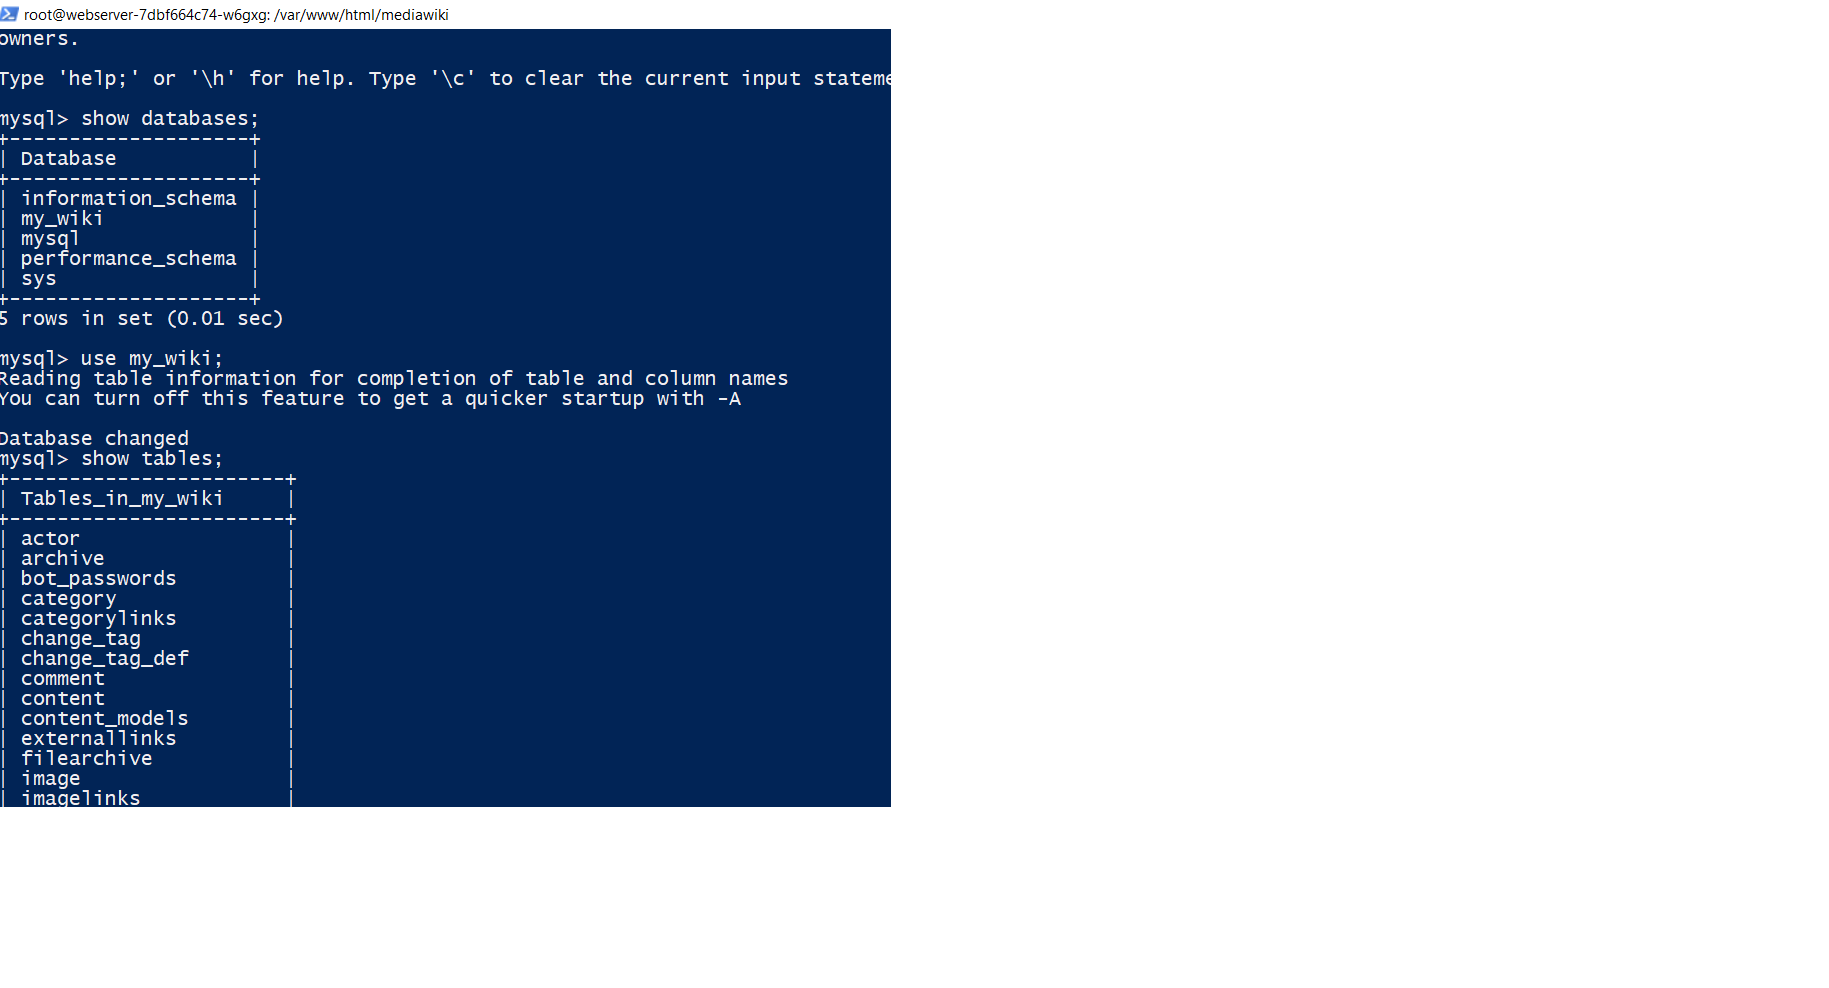 root@webserver-7dbf664c74-w6gxg: /var/www/html/mediawiki
owners.
Type 'help;' or '\h' for help. Type '\c' to clear the current input stateme
mysql> show databases;
+--------------------+
| Database           |
+--------------------+
| information_schema |
| my_wiki            |
| mysql              |
| performance_schema |
| sys                |
+--------------------+
5 rows in set (0.01 sec)
mysql> use my_wiki;
Reading table information for completion of table and column names
You can turn off this feature to get a quicker startup with -A
Database changed
mysql> show tables;
+-----------------------+
| Tables_in_my_wiki     |
+-----------------------+
| actor                 |
| archive               |
| bot_passwords         |
| category              |
| categorylinks         |
| change_tag            |
| change_tag_def        |
| comment               |
| content               |
| content_models        |
| externallinks         |
| filearchive           |
| image                 |
| imagelinks            |